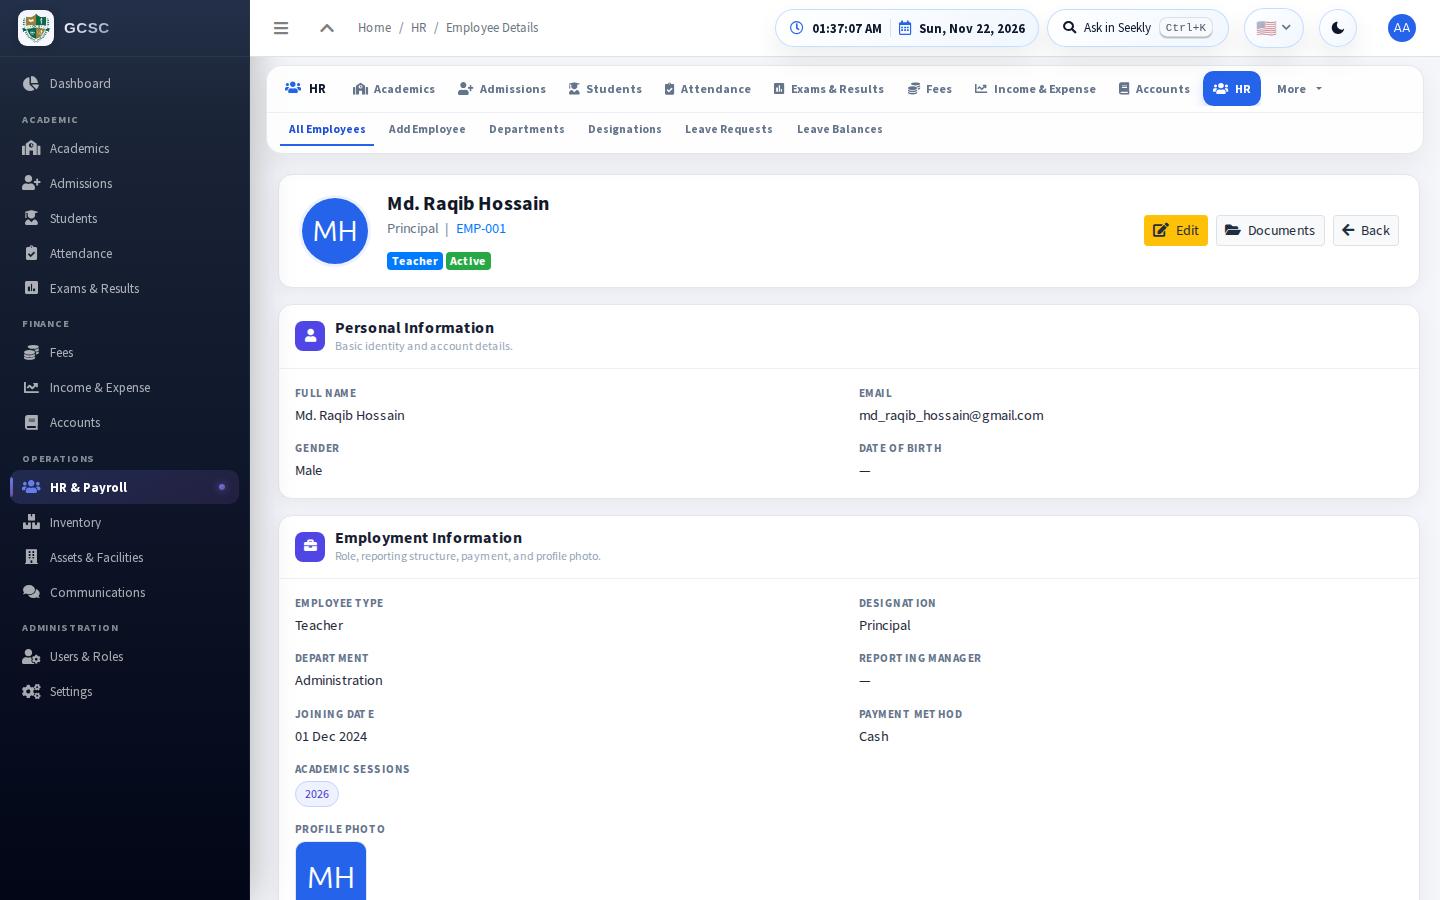 GCSC
Dashboard
ACADEMIC
Academics
Admissions
Students
Attendance
Exams & Results
FINANCE
Fees
Income & Expense
Accounts
OPERATIONS
HR & Payroll
Inventory
Assets & Facilities
Communications
ADMINISTRATION
Users & Roles
Settings
Home / HR / Employee Details
01:37:07 AM Sun, Nov 22, 2026
Ask in Seekly Ctrl+K
AA
HR Academics Admissions Students Attendance Exams & Results Fees Income & Expense Accounts HR More
All Employees Add Employee Departments Designations Leave Requests Leave Balances
MH
Md. Raqib Hossain
Principal | EMP-001
Teacher Active
Edit Documents Back
Personal Information
Basic identity and account details.
FULL NAME EMAIL
Md. Raqib Hossain md_raqib_hossain@gmail.com
GENDER DATE OF BIRTH
Male —
Employment Information
Role, reporting structure, payment, and profile photo.
EMPLOYEE TYPE DESIGNATION
Teacher Principal
DEPARTMENT REPORTING MANAGER
Administration —
JOINING DATE PAYMENT METHOD
01 Dec 2024 Cash
ACADEMIC SESSIONS
2026
PROFILE PHOTO
MH